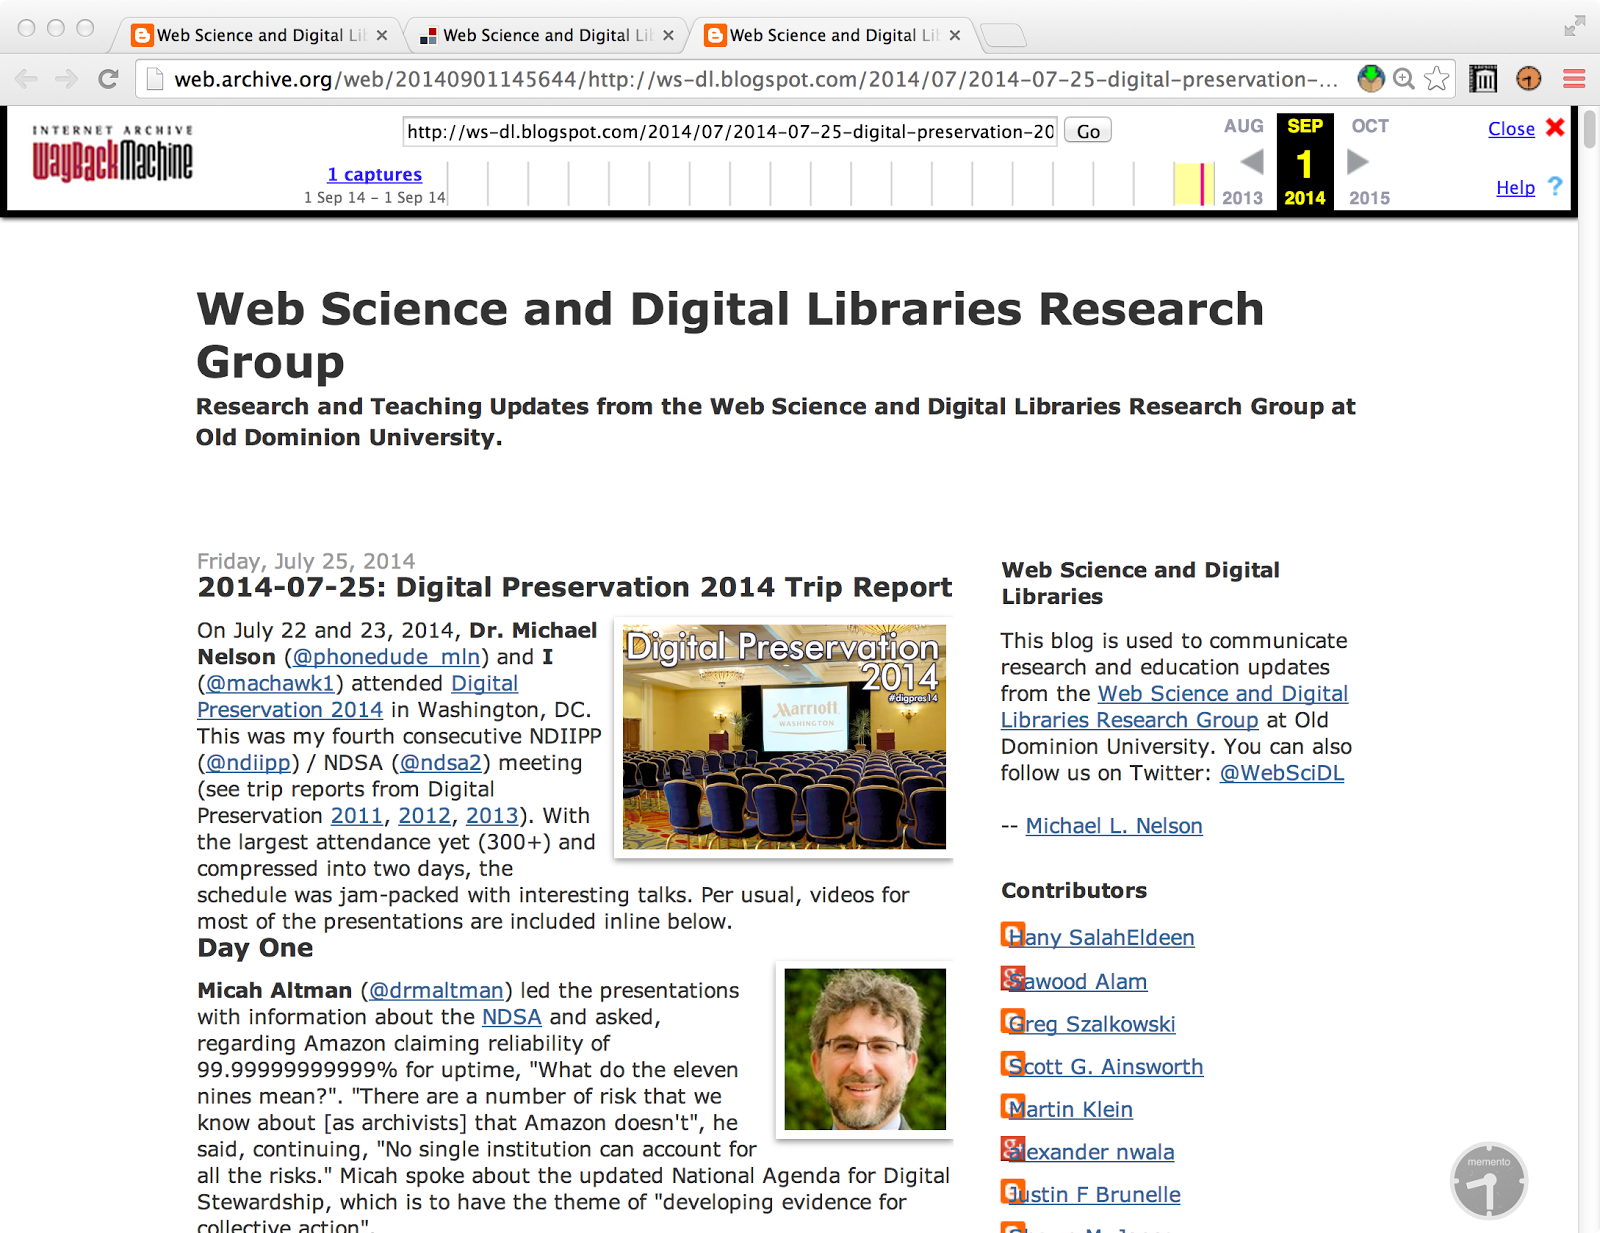 Web Science and Digital Li
Web Science and Digital Lib
Web Science and Digital Lib
web.archive.org/web/20140901145644/http://ws-dl.blogspot.com/2014/07/2014-07-25-digital-preservation-...
INTERNET ARCHIVE
WayBackMachine
http://ws-dl.blogspot.com/2014/07/2014-07-25-digital-preservation-20
Go
1 captures
1 Sep 14 - 1 Sep 14
AUG SEP OCT
1
2013 2014 2015
Close
Help ?
Web Science and Digital Libraries Research
Group
Research and Teaching Updates from the Web Science and Digital Libraries Research Group at
Old Dominion University.
Friday, July 25, 2014
2014-07-25: Digital Preservation 2014 Trip Report
On July 22 and 23, 2014, Dr. Michael
Nelson (@phonedude_mln) and I
(@machawk1) attended Digital
Preservation 2014 in Washington, DC.
This was my fourth consecutive NDIIPP
(@ndiipp) / NDSA (@ndsa2) meeting
(see trip reports from Digital
Preservation 2011, 2012, 2013). With
the largest attendance yet (300+) and
compressed into two days, the
schedule was jam-packed with interesting talks. Per usual, videos for
most of the presentations are included inline below.
Digital Preservation
2014
#digpres14
Marriott
WASHINGTON
Day One
Micah Altman (@drmaltman) led the presentations
with information about the NDSA and asked,
regarding Amazon claiming reliability of
99.99999999999% for uptime, "What do the eleven
nines mean?". "There are a number of risk that we
know about [as archivists] that Amazon doesn't", he
said, continuing, "No single institution can account for
all the risks." Micah spoke about the updated National Agenda for Digital
Stewardship, which is to have the theme of "developing evidence for
collective action".
Web Science and Digital
Libraries
This blog is used to communicate
research and education updates
from the Web Science and Digital
Libraries Research Group at Old
Dominion University. You can also
follow us on Twitter: @WebSciDL
-- Michael L. Nelson
Contributors
Hany SalahEldeen
Sawood Alam
Greg Szalkowski
Scott G. Ainsworth
Martin Klein
alexander nwala
Justin F Brunelle
memento